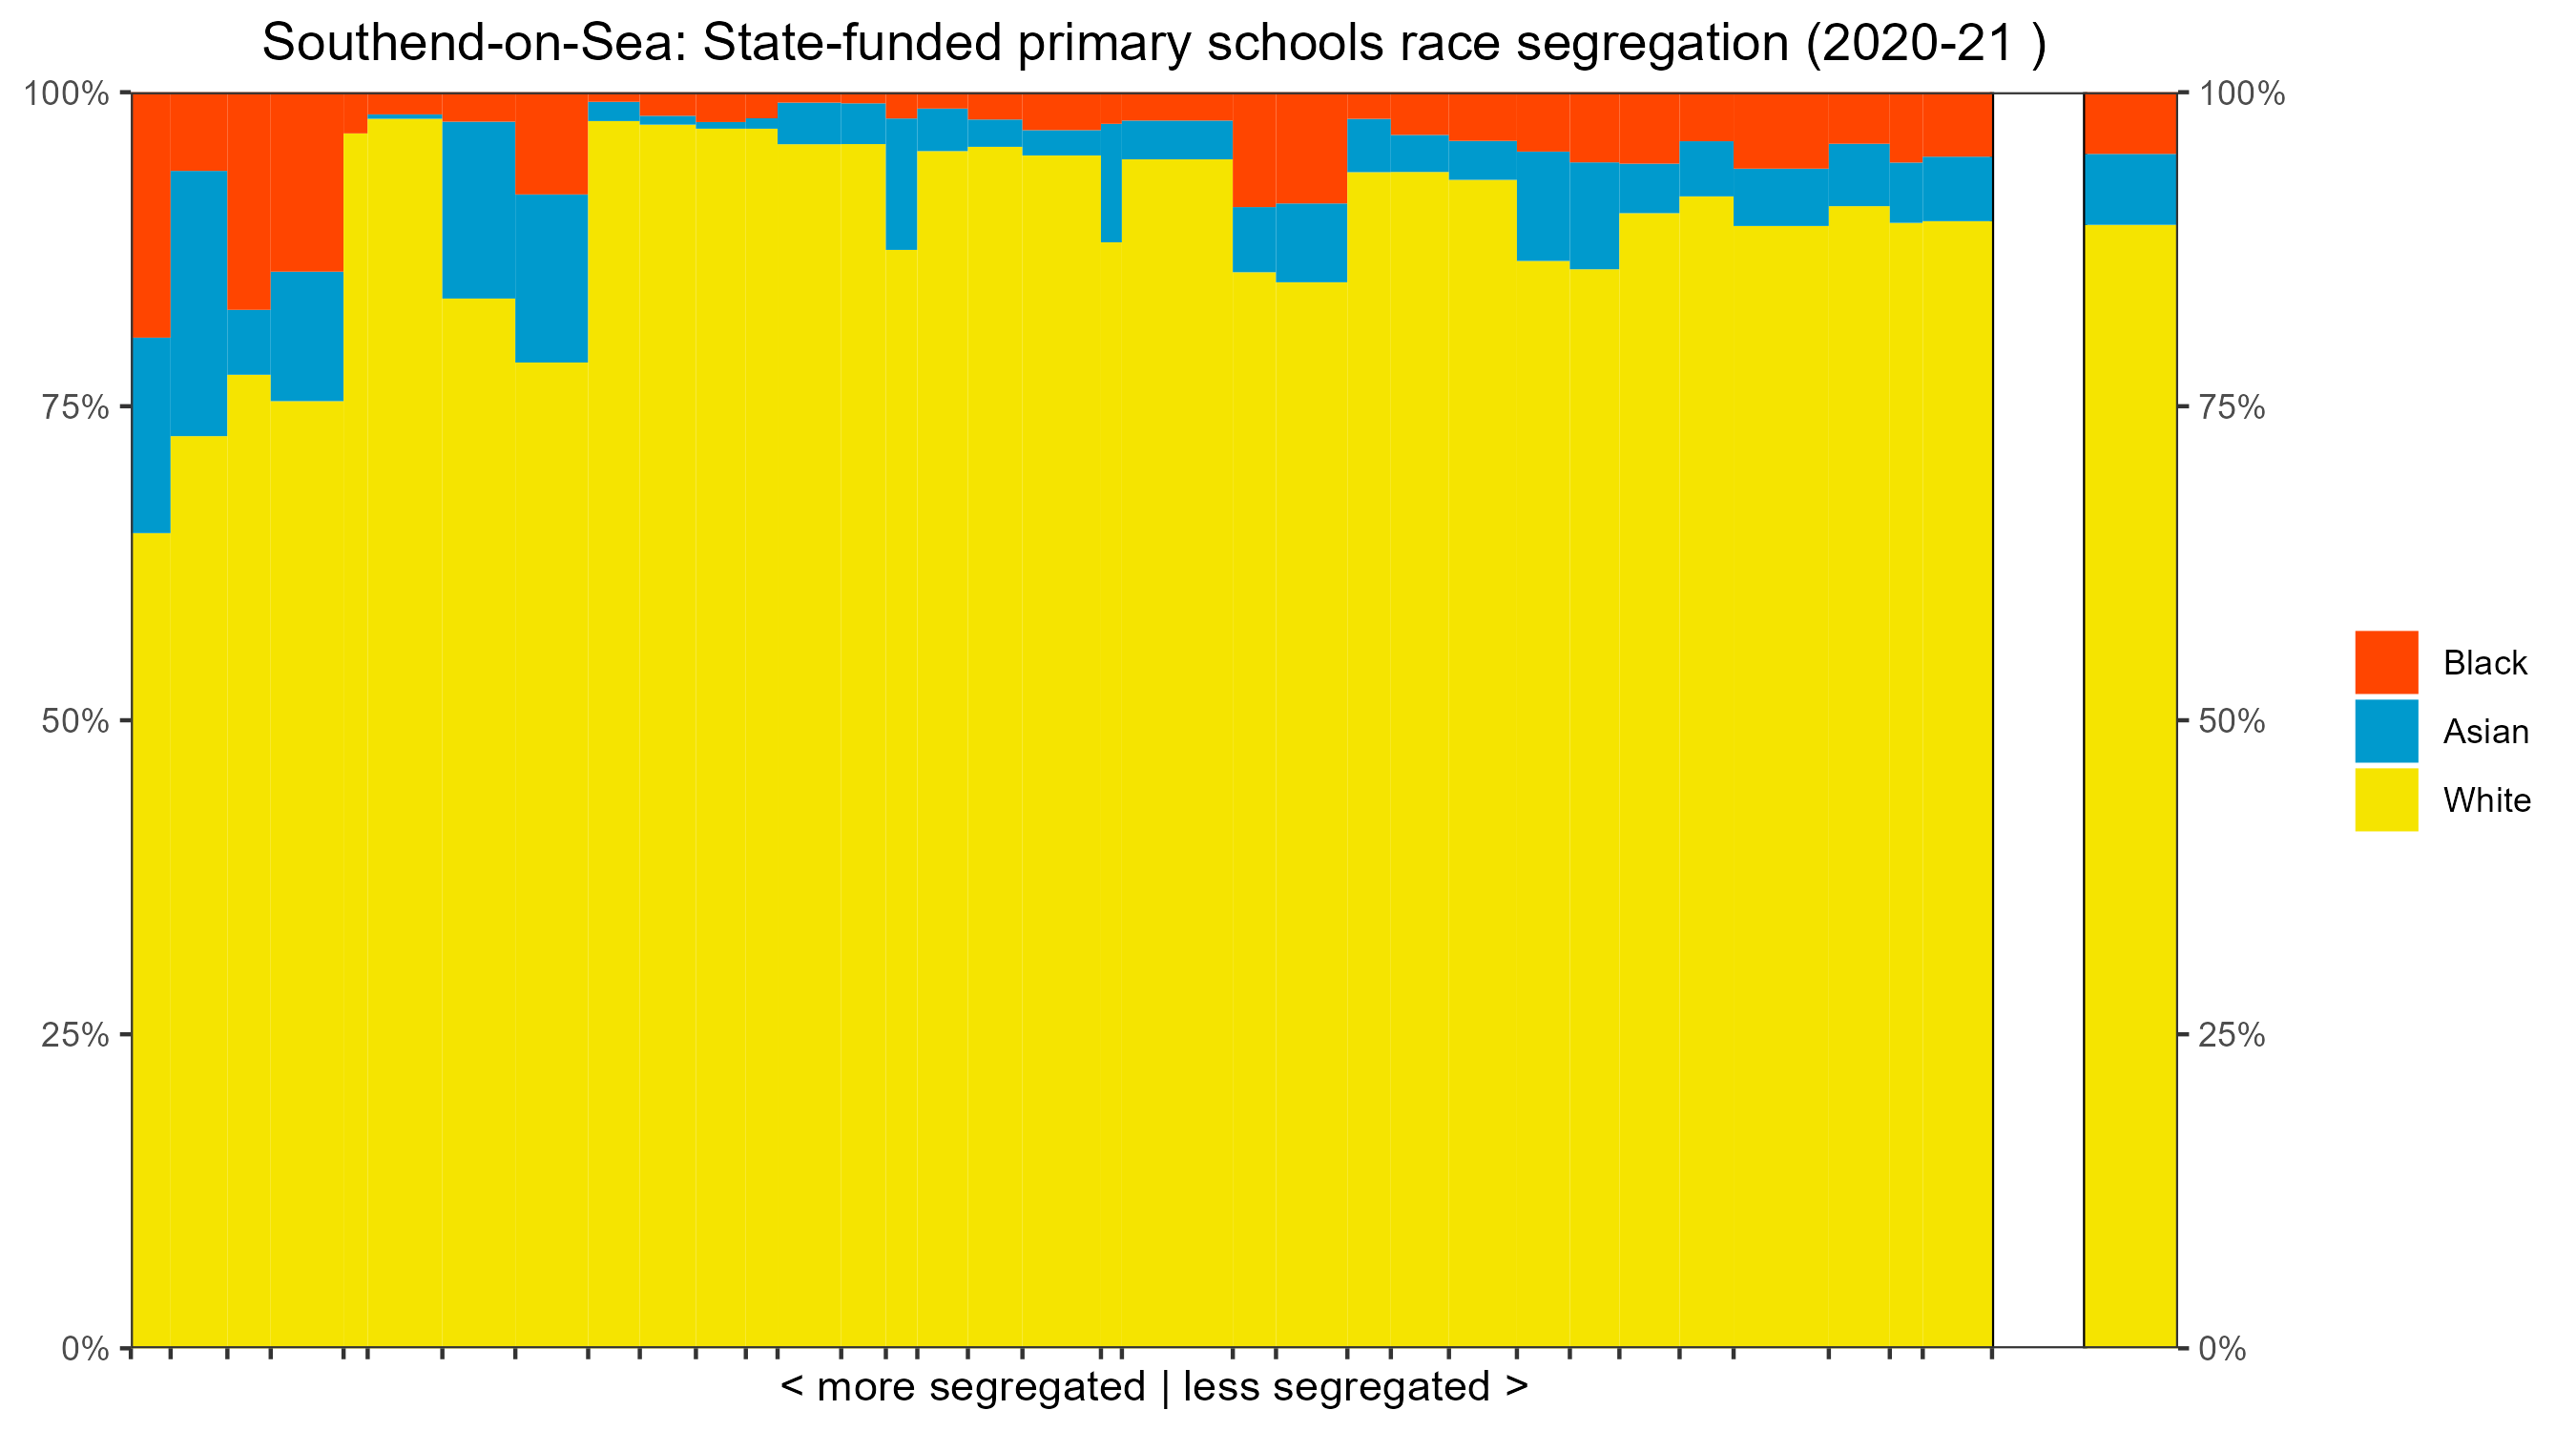 Southend-on-Sea: State-funded primary schools race segregation (2020-21 )
100%
100%
75%
75%
50%
50%
25%
25%
0%
0%
Black
Asian
White
< more segregated | less segregated >